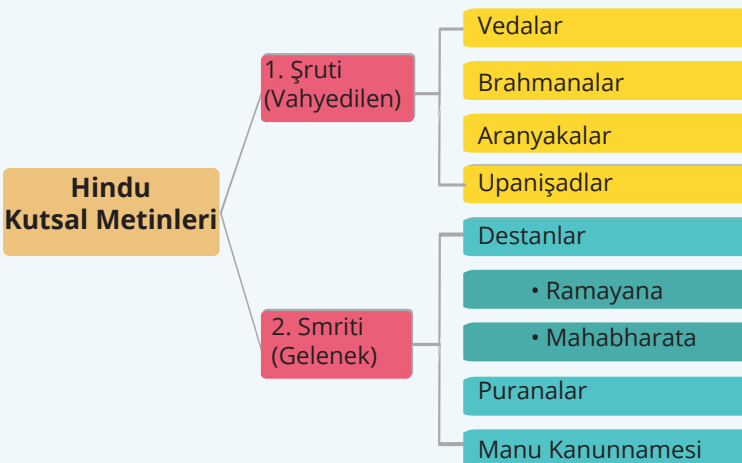 Hindu
Kutsal Metinleri
1. Şruti
(Vahyedilen)
Vedalar
Brahmanalar
Aranyakalar
Upanişadlar
2. Smriti
(Gelenek)
Destanlar
• Ramayana
• Mahabharata
Puranalar
Manu Kanunnamesi